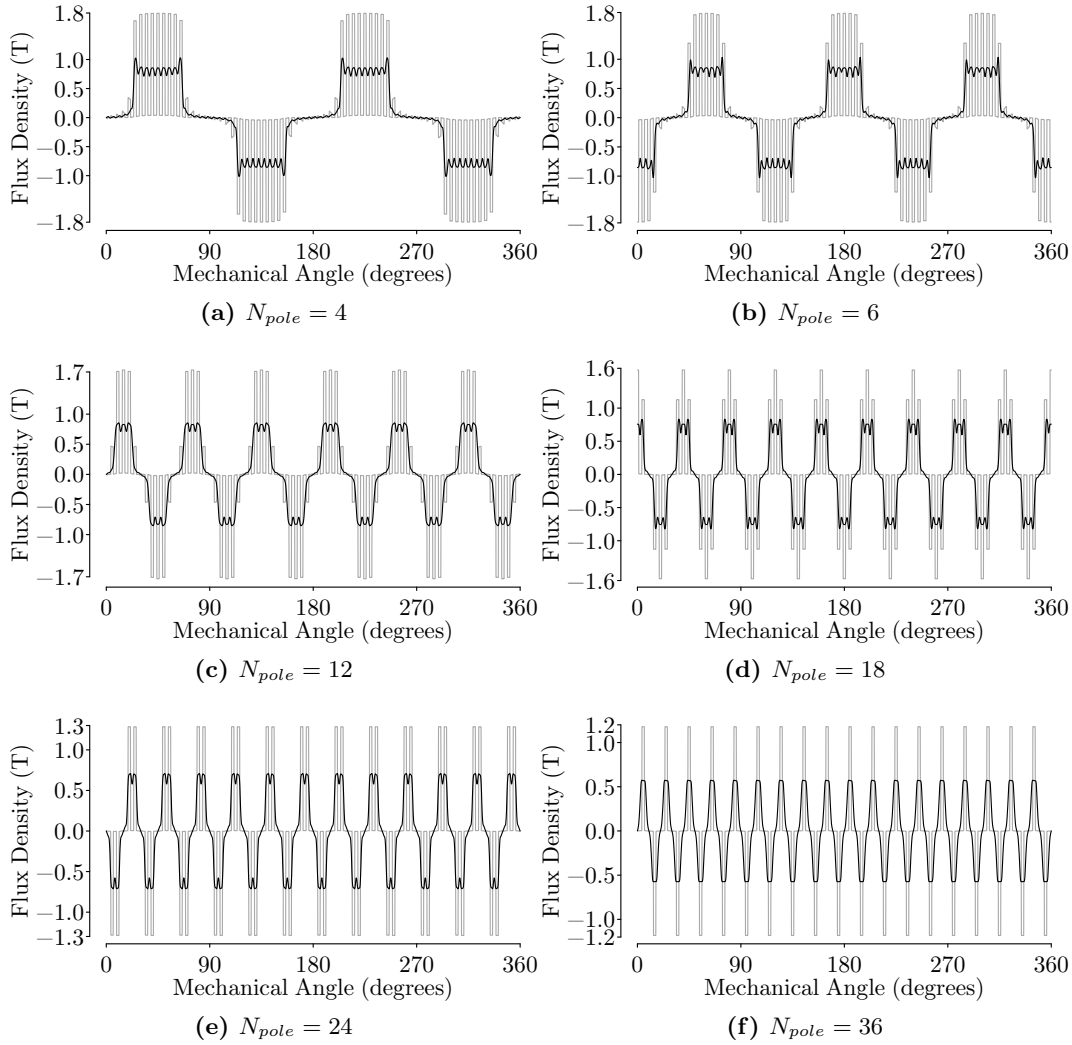 1.8
1.0
0.5
0.0
−0.5
−1.0
−1.8
Flux Density (T)
0 90 180 270 360
Mechanical Angle (degrees)
(a) N_pole = 4
1.8
1.0
0.5
0.0
−0.5
−1.0
−1.8
Flux Density (T)
0 90 180 270 360
Mechanical Angle (degrees)
(b) N_pole = 6
1.7
1.0
0.5
0.0
−0.5
−1.0
−1.7
Flux Density (T)
0 90 180 270 360
Mechanical Angle (degrees)
(c) N_pole = 12
1.6
1.0
0.5
0.0
−0.5
−1.0
−1.6
Flux Density (T)
0 90 180 270 360
Mechanical Angle (degrees)
(d) N_pole = 18
1.3
1.0
0.5
0.0
−0.5
−1.0
−1.3
Flux Density (T)
0 90 180 270 360
Mechanical Angle (degrees)
(e) N_pole = 24
1.2
1.0
0.5
0.0
−0.5
−1.0
−1.2
Flux Density (T)
0 90 180 270 360
Mechanical Angle (degrees)
(f) N_pole = 36